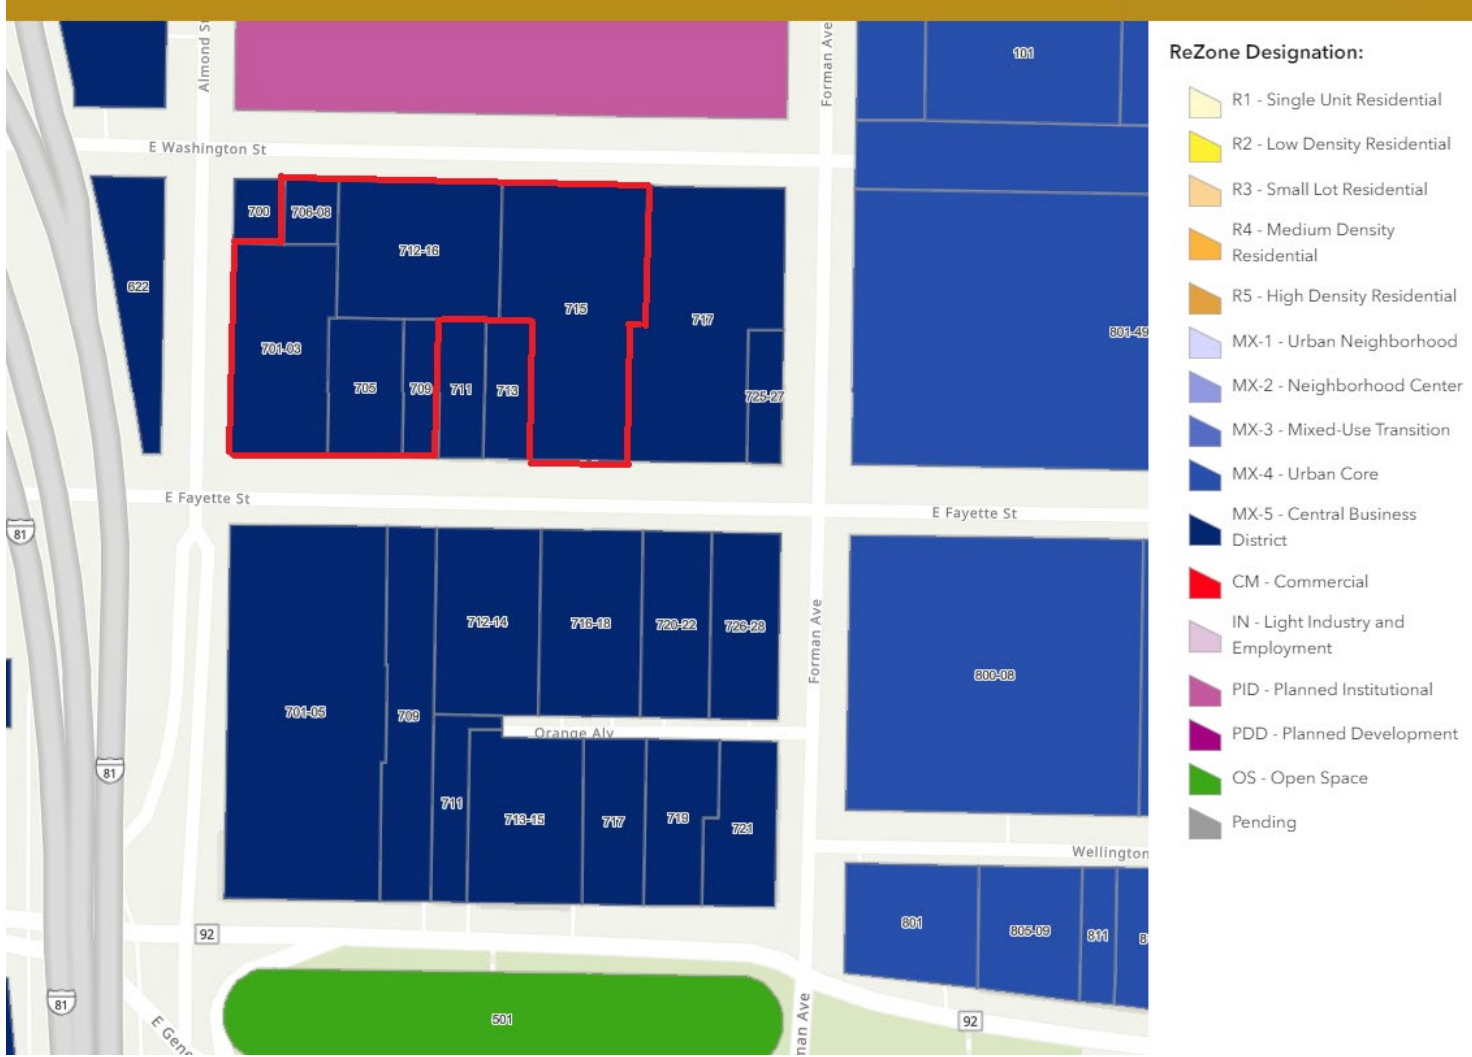 Almond St
Forman Ave
101
E Washington St
700
706-08
712-16
622
715
717
701-03
801-49
705
709
711
713
725-27
E Fayette St
E Fayette St
81
712-14
716-18
720-22
726-28
Forman Ave
800-08
701-05
709
Orange Aly
81
711
713-15
717
719
721
Wellington
92
801
805-09
811
8
81
501
92
E Gene
man Ave
ReZone Designation:
R1 - Single Unit Residential
R2 - Low Density Residential
R3 - Small Lot Residential
R4 - Medium Density
Residential
R5 - High Density Residential
MX-1 - Urban Neighborhood
MX-2 - Neighborhood Center
MX-3 - Mixed-Use Transition
MX-4 - Urban Core
MX-5 - Central Business
District
CM - Commercial
IN - Light Industry and
Employment
PID - Planned Institutional
PDD - Planned Development
OS - Open Space
Pending